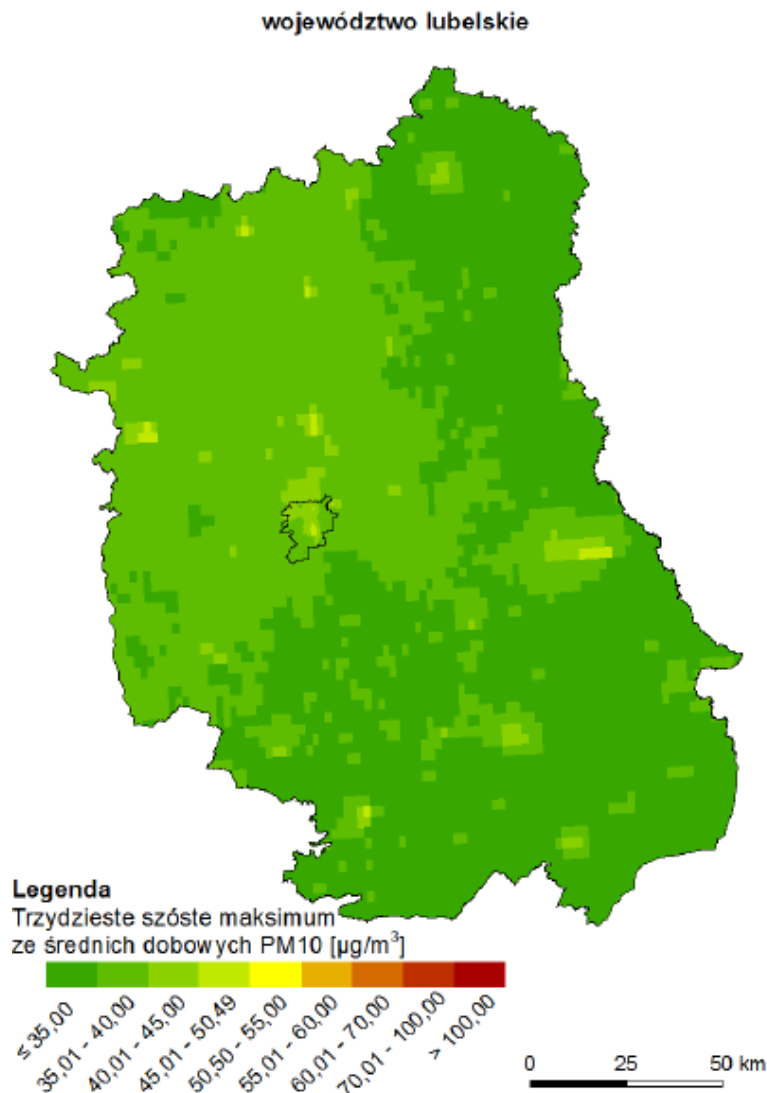 województwo lubelskie
Legenda
Trzydzieste szóste maksimum
ze średnich dobowych PM10 [µg/m³]
≤ 35,00
35,01 - 40,00
40,01 - 45,00
45,01 - 50,49
50,50 - 55,00
55,01 - 60,00
60,01 - 70,00
70,01 - 100,00
> 100,00
0 25 50 km